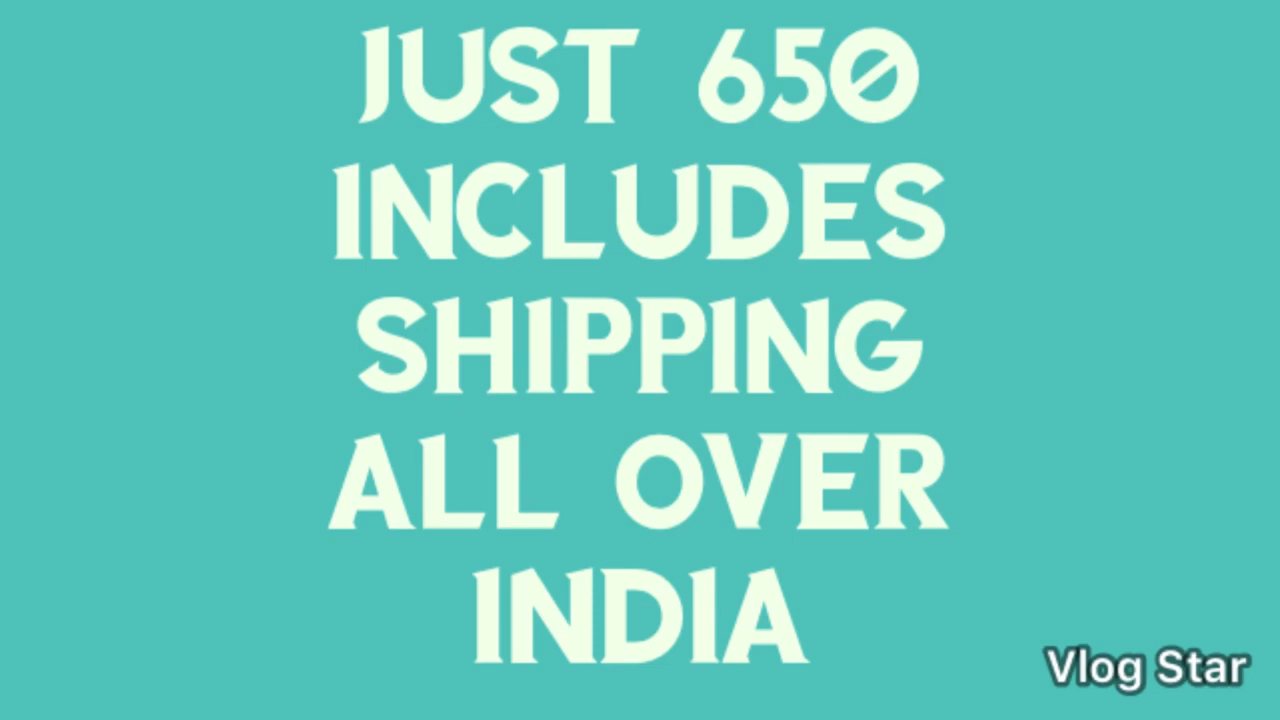 JUST 650
INCLUDES
SHIPPING
ALL OVER
INDIA
Vlog Star